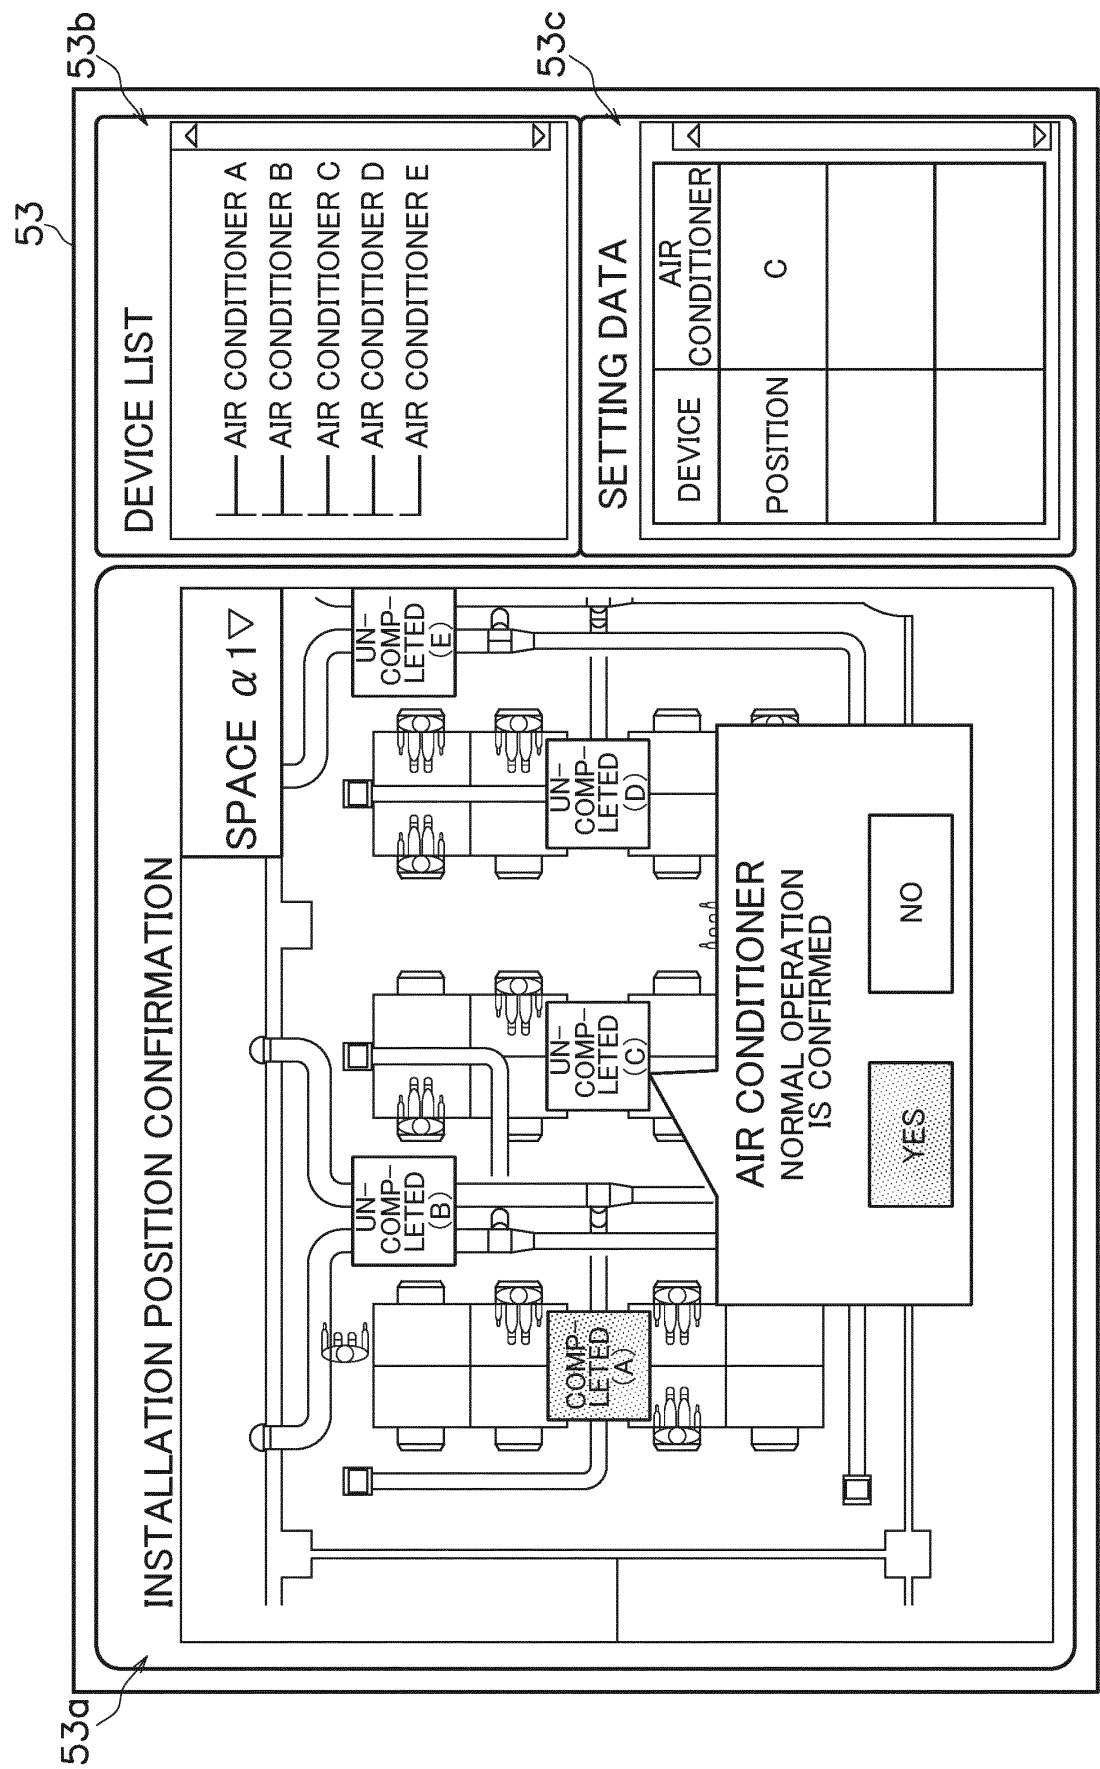 53
53a
53b
53c
INSTALLATION POSITION CONFIRMATION
SPACE α1▽
UN-
COMP-
LETED
(B)
UN-
COMP-
LETED
(E)
COMP-
LETED
(A)
UN-
COMP-
LETED
(C)
UN-
COMP-
LETED
(D)
AIR CONDITIONER
NORMAL OPERATION
IS CONFIRMED
YES
NO
DEVICE LIST
AIR CONDITIONER A
AIR CONDITIONER B
AIR CONDITIONER C
AIR CONDITIONER D
AIR CONDITIONER E
SETTING DATA
DEVICE
AIR
CONDITIONER
POSITION
C